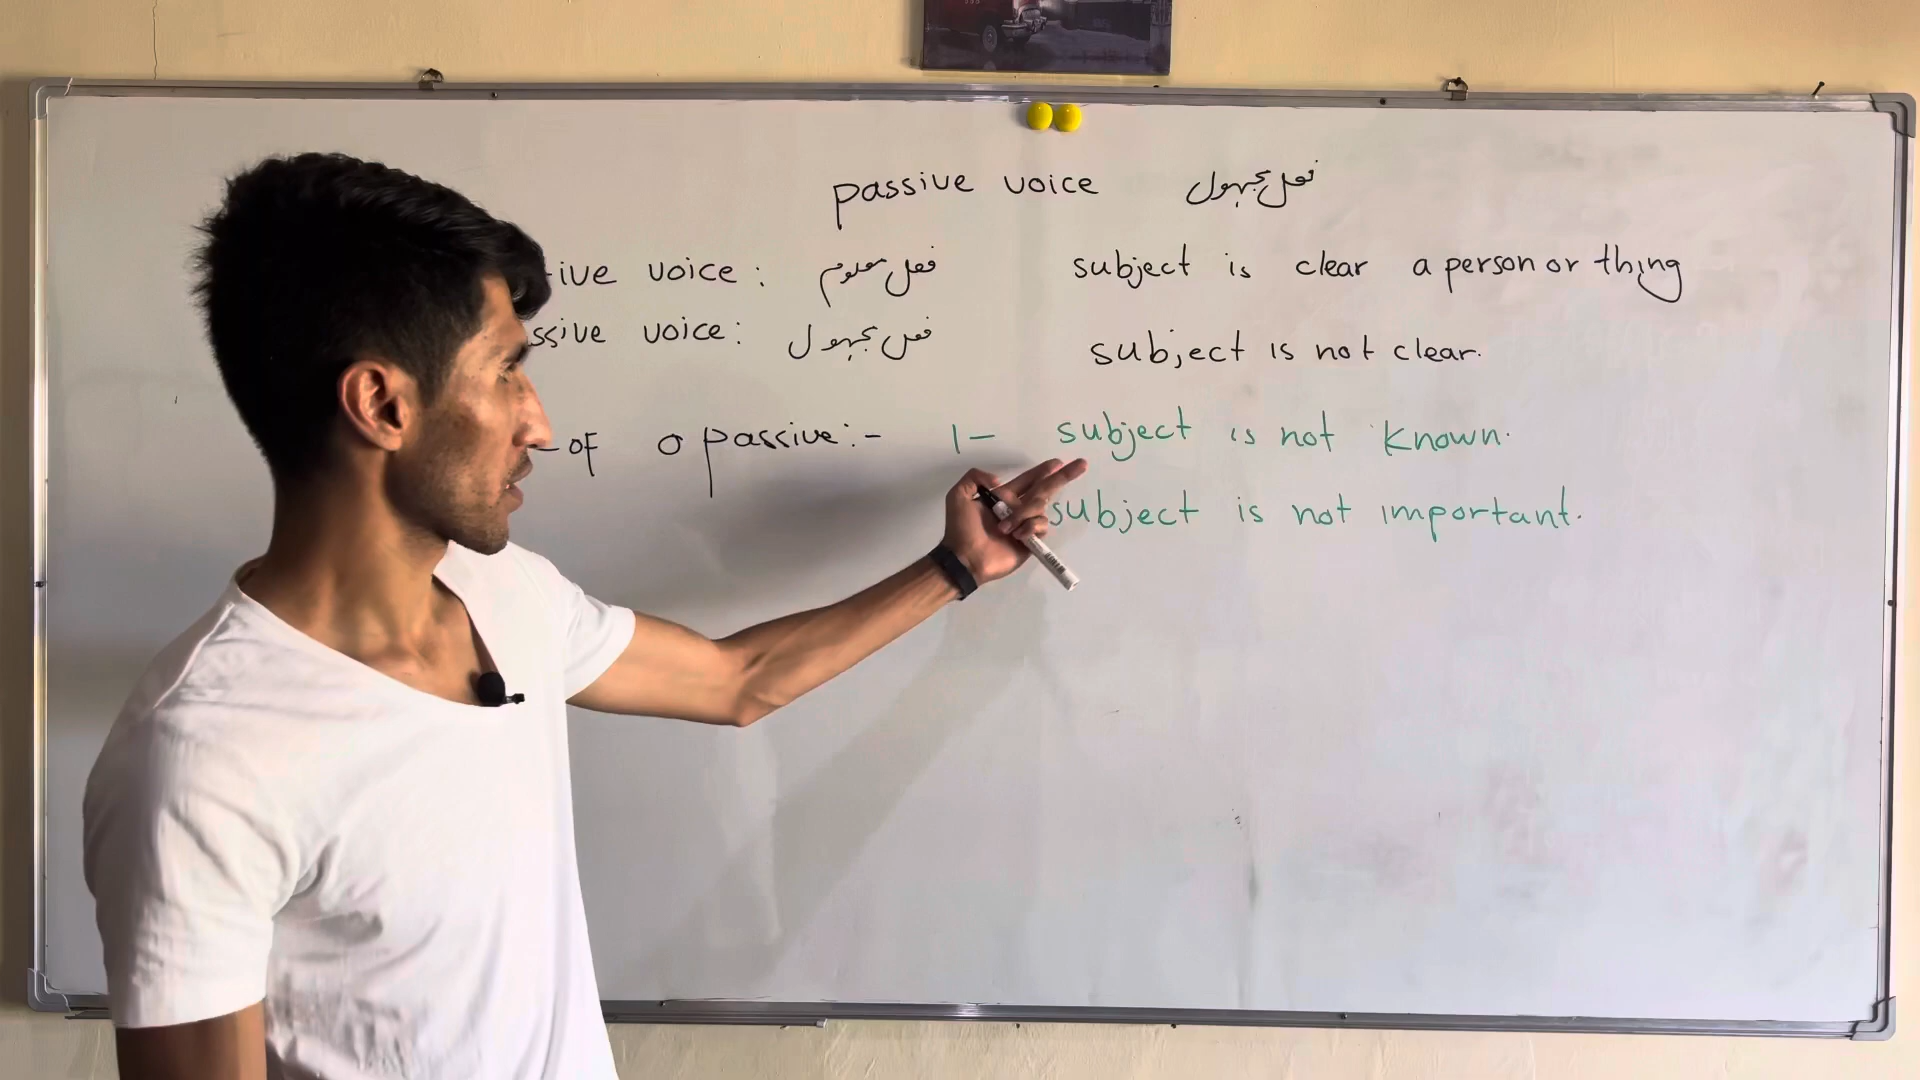 passive voice فعل مجهول
ive voice: فعل معلوم subject is clear a person or thing
ssive voice: فعل مجهول subject is not clear.
of a passive:- 1- subject is not known.
subject is not important.